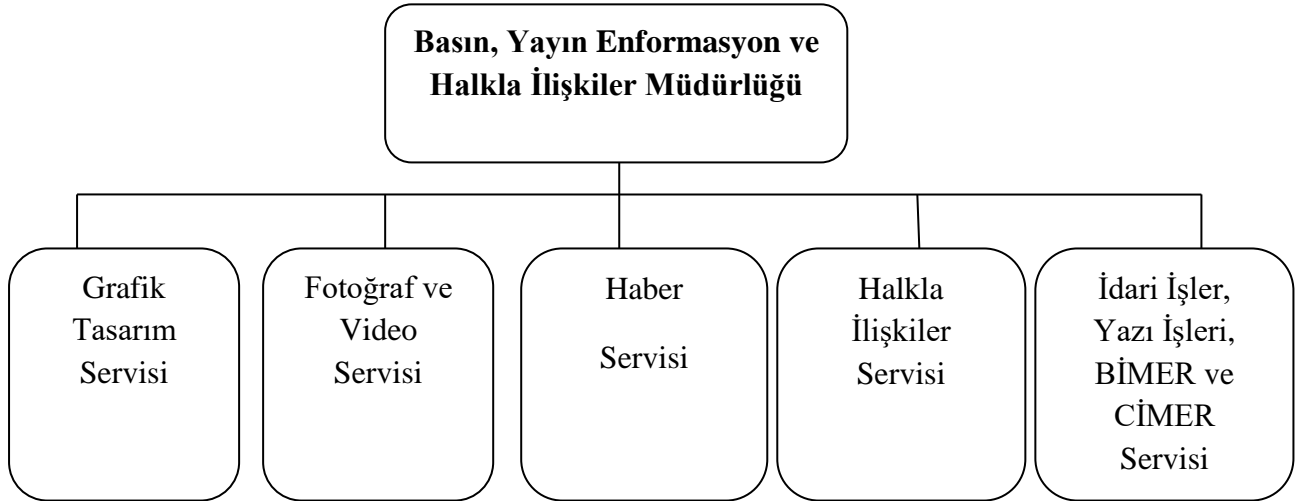 Basın, Yayın Enformasyon ve
Halkla İlişkiler Müdürlüğü
Grafik
Tasarım
Servisi
Fotoğraf ve
Video
Servisi
Haber
Servisi
Halkla
İlişkiler
Servisi
İdari İşler,
Yazı İşleri,
BİMER ve
CİMER
Servisi